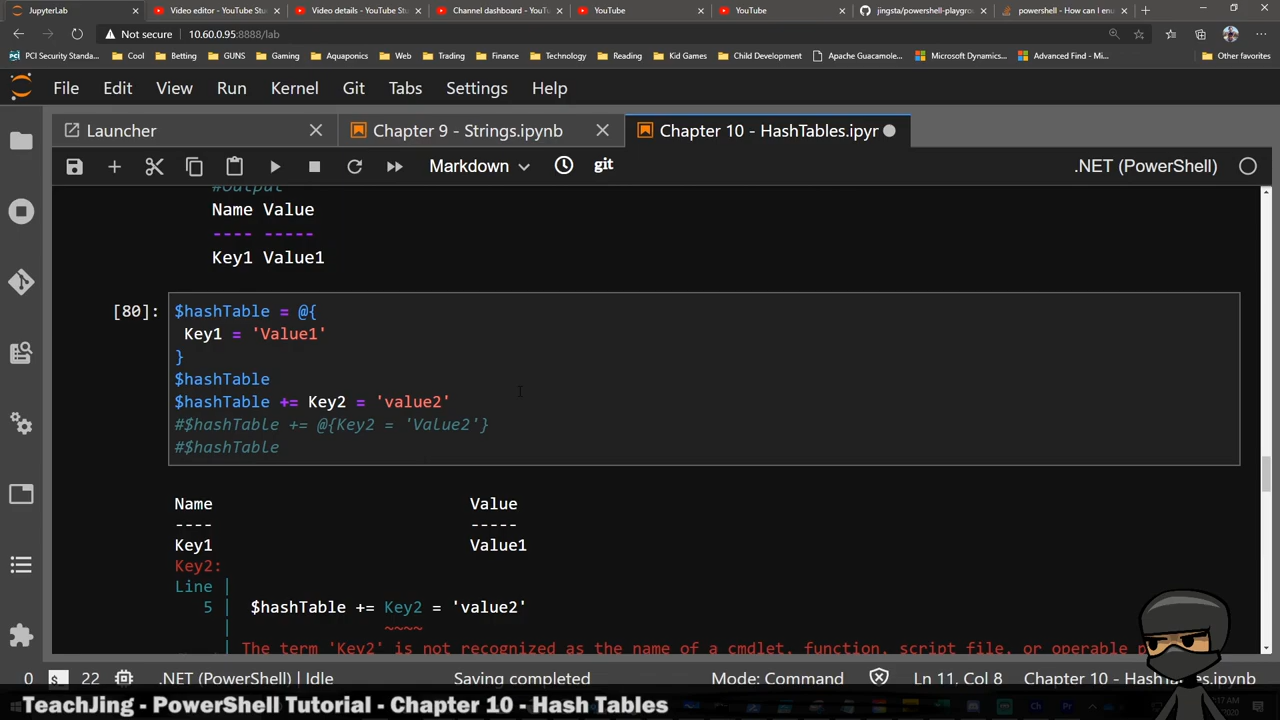 JupyterLab
Video editor - YouTube Stu
Video details - YouTube Stu
Channel dashboard - YouTu
YouTube
YouTube
jingsta/powershell-playgrou
powershell - How can I enu
Not secure 10.60.0.95:8888/lab
PCI Security Standa...
Cool
Betting
GUNS
Gaming
Aquaponics
Web
Trading
Finance
Technology
Reading
Kid Games
Child Development
Apache Guacamole...
Microsoft Dynamics...
Advanced Find - Mi...
Other favorites
File Edit View Run Kernel Git Tabs Settings Help
Launcher
Chapter 9 - Strings.ipynb
Chapter 10 - HashTables.ipyr
Markdown
git
.NET (PowerShell)
#Output
Name Value
---- -----
Key1 Value1
[80]:
$hashTable = @{
Key1 = 'Value1'
}
$hashTable
$hashTable += Key2 = 'value2'
#$hashTable += @{Key2 = 'Value2'}
#$hashTable
Name Value
---- -----
Key1 Value1
Key2:
Line |
5 | $hashTable += Key2 = 'value2'
| ~~~~
The term 'Key2' is not recognized as the name of a cmdlet, function, script file, or operable p
0 $_ 22 .NET (PowerShell) | Idle Saving completed Mode: Command Ln 11, Col 8 Chapter 10 - HashTables.ipynb
TeachJing - PowerShell Tutorial - Chapter 10 - Hash Tables